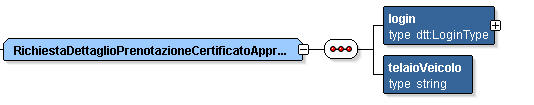 RichiestaDettaglioPrenotazioneCertificatoAppr...
login
type dtt:LoginType
telaioVeicolo
type string